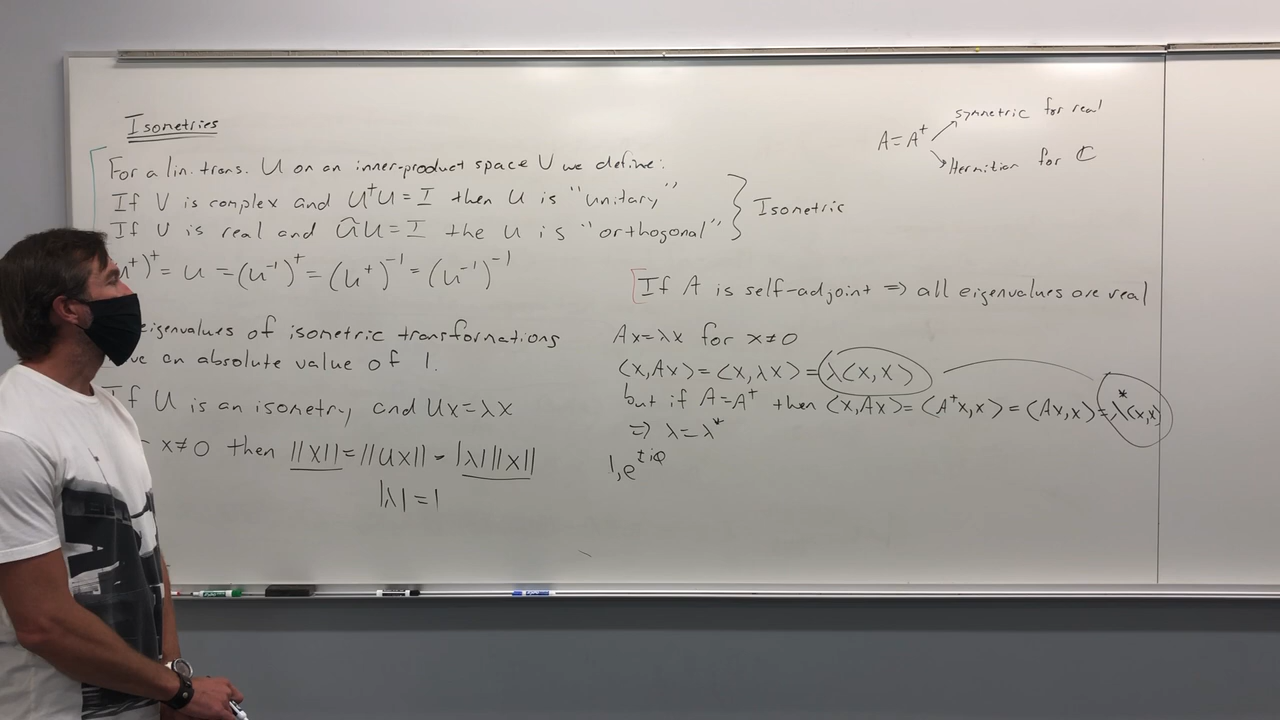 Isometries
For a lin. trans. U on an inner-product space V we define:
If V is complex and U†U = I then U is "unitary"
If V is real and ŨU = I the U is "orthogonal"
Isometric
u†)† = U = (U⁻¹)† = (U†)⁻¹ = (U⁻¹)⁻¹
eigenvalues of isometric transformations
ve an absolute value of 1.
If U is an isometry and Ux = λx
x≠0 then ||x|| = ||Ux|| = |λ| ||x||
|λ| = 1
A = A†
symmetric for real
Hermition for ℂ
If A is self-adjoint ⇒ all eigenvalues are real
Ax = λx for x≠0
(x, Ax) = (x, λx) = λ(x, x)
but if A = A† then (x, Ax) = (A†x, x) = (Ax, x) = λ*(x, x)
⇒ λ = λ*
1, e^{±iφ}